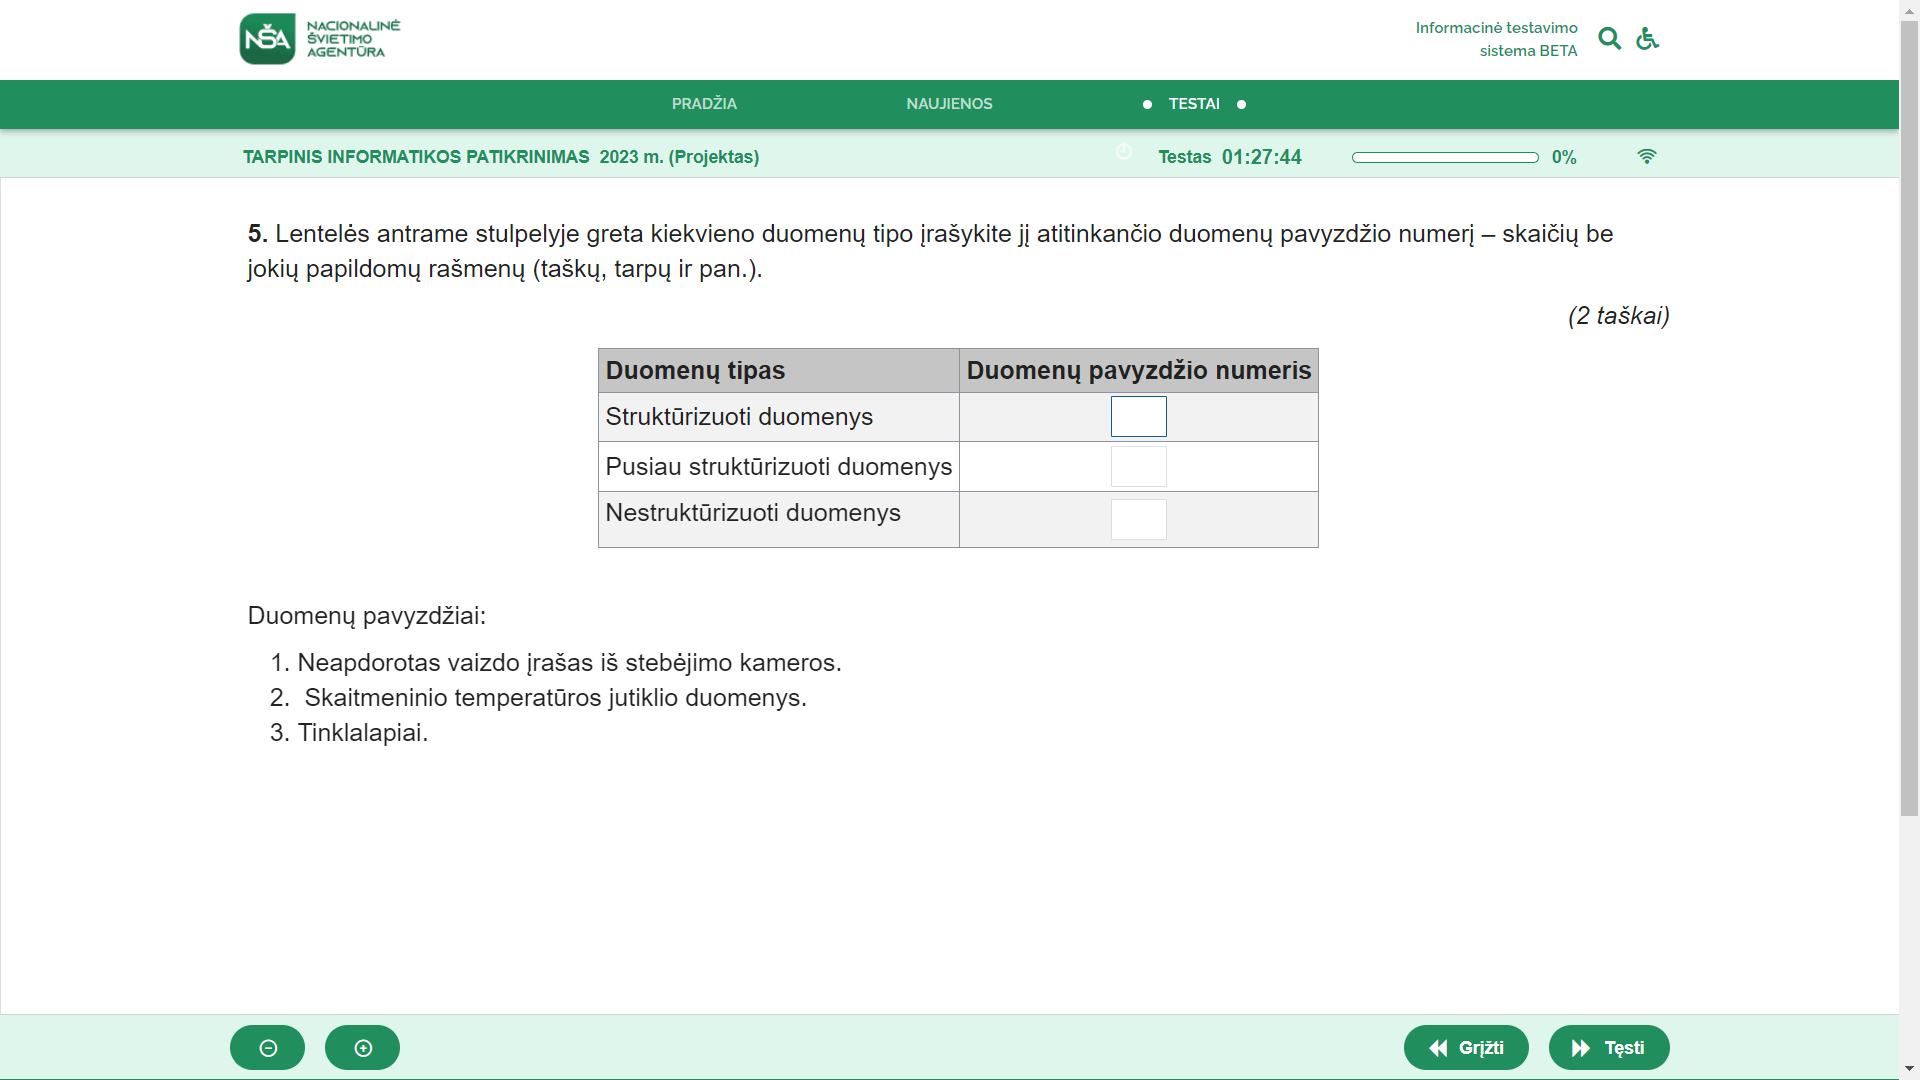 NŠA
NACIONALINĖ
ŠVIETIMO
AGENTŪRA
Informacinė testavimo
sistema BETA
PRADŽIA
NAUJIENOS
TESTAI
TARPINIS INFORMATIKOS PATIKRINIMAS 2023 m. (Projektas)
Testas 01:27:44
0%
5. Lentelės antrame stulpelyje greta kiekvieno duomenų tipo įrašykite jį atitinkančio duomenų pavyzdžio numerį – skaičių be
jokių papildomų rašmenų (taškų, tarpų ir pan.).
(2 taškai)
Duomenų tipas
Duomenų pavyzdžio numeris
Struktūrizuoti duomenys
Pusiau struktūrizuoti duomenys
Nestruktūrizuoti duomenys
Duomenų pavyzdžiai:
1. Neapdorotas vaizdo įrašas iš stebėjimo kameros.
2. Skaitmeninio temperatūros jutiklio duomenys.
3. Tinklalapiai.
Grįžti
Tęsti